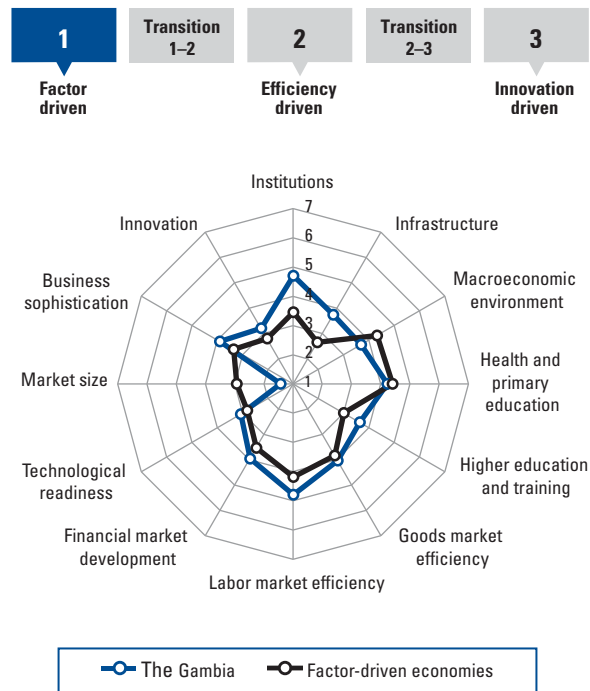 1
Transition
1–2
2
Transition
2–3
3
Factor
driven
Efficiency
driven
Innovation
driven
Institutions
Innovation
Infrastructure
Business
sophistication
Macroeconomic
environment
Market size
Health and
primary
education
Technological
readiness
Higher education
and training
Financial market
development
Goods market
efficiency
Labor market efficiency
7
6
5
4
3
2
1
The Gambia
Factor-driven economies